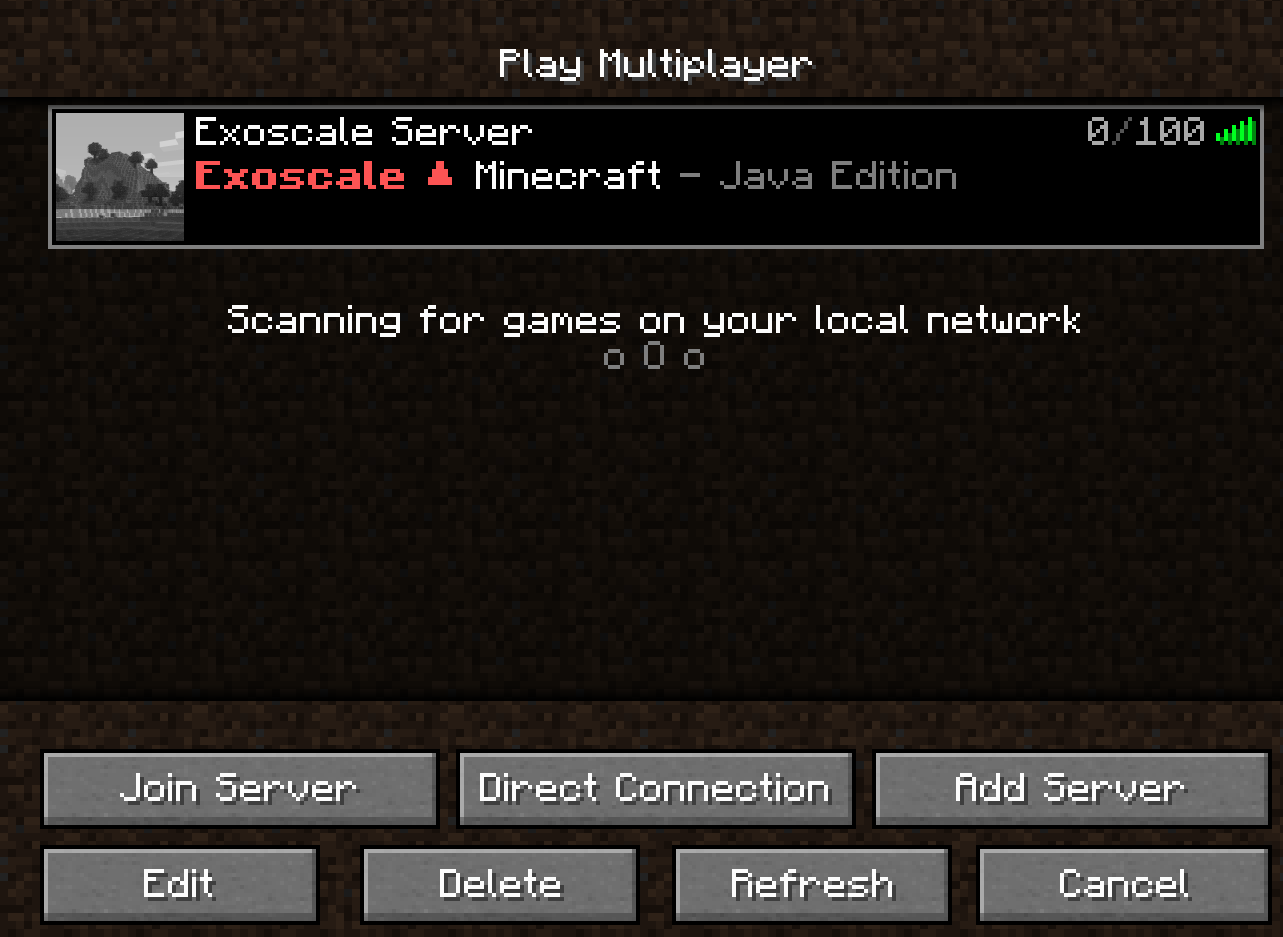 Play Multiplayer
Exoscale Server 0/100
Exoscale ▲ Minecraft – Java Edition
Scanning for games on your local network
o O o
Join Server Direct Connection Add Server
Edit Delete Refresh Cancel